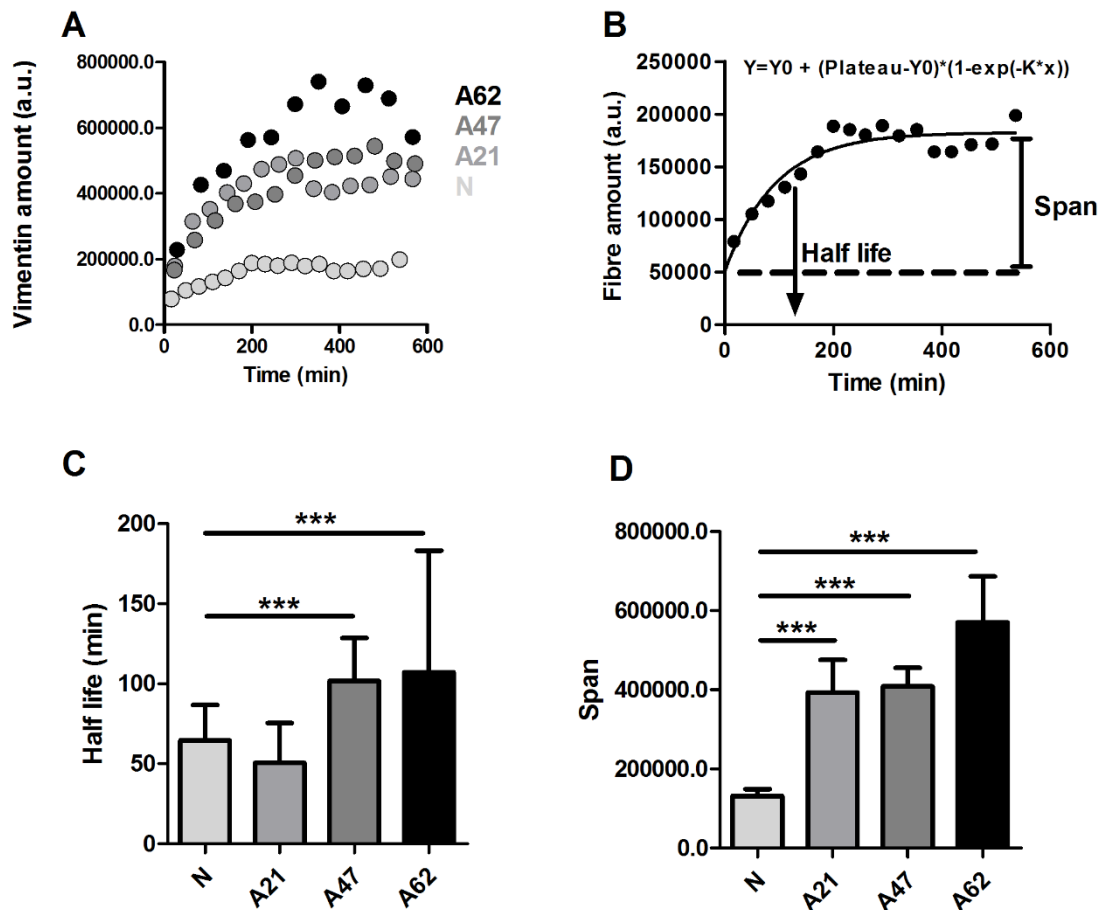 A
Vimentin amount (a.u.)
800000.0
600000.0
400000.0
200000.0
0.0
0 200 400 600
Time (min)
A62
A47
A21
N
B
Y=Y0 + (Plateau-Y0)*(1-exp(-K*x))
Fibre amount (a.u.)
250000
200000
150000
100000
50000
0
0 200 400 600
Time (min)
Half life
Span
C
Half life (min)
200
150
100
50
0
***
***
N A21 A47 A62
D
Span
800000.0
600000.0
400000.0
200000.0
0.0
***
***
***
N A21 A47 A62